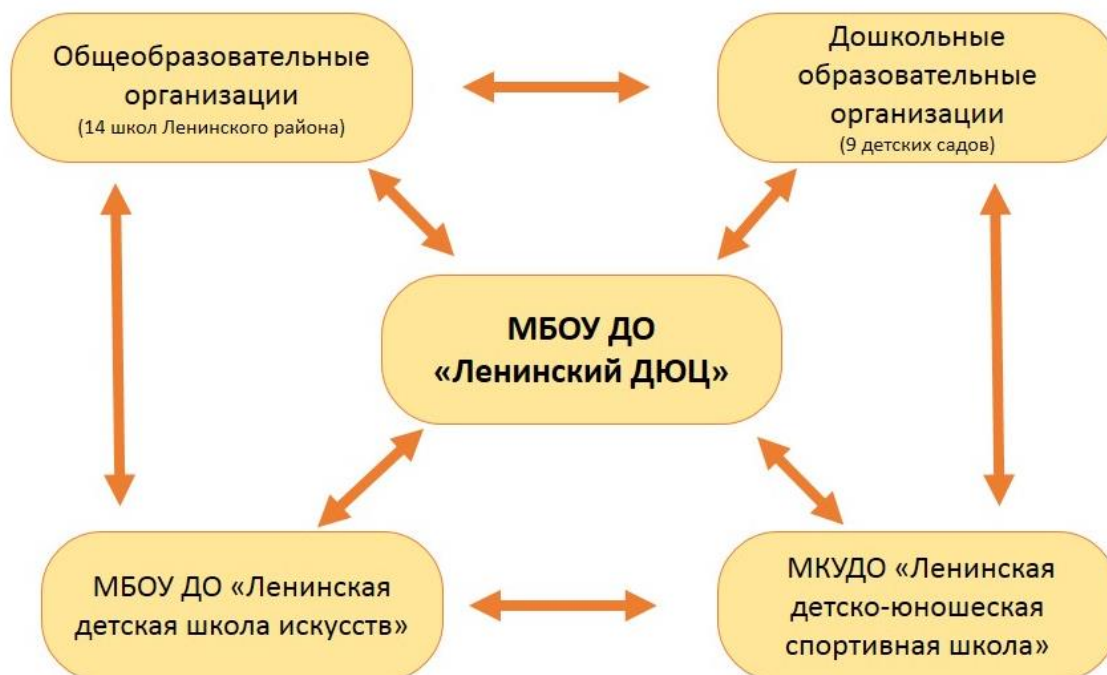 Общеобразовательные
организации
(14 школ Ленинского района)
Дошкольные
образовательные
организации
(9 детских садов)
МБОУ ДО
«Ленинский ДЮЦ»
МБОУ ДО «Ленинская
детская школа искусств»
МКУДО «Ленинская
детско-юношеская
спортивная школа»